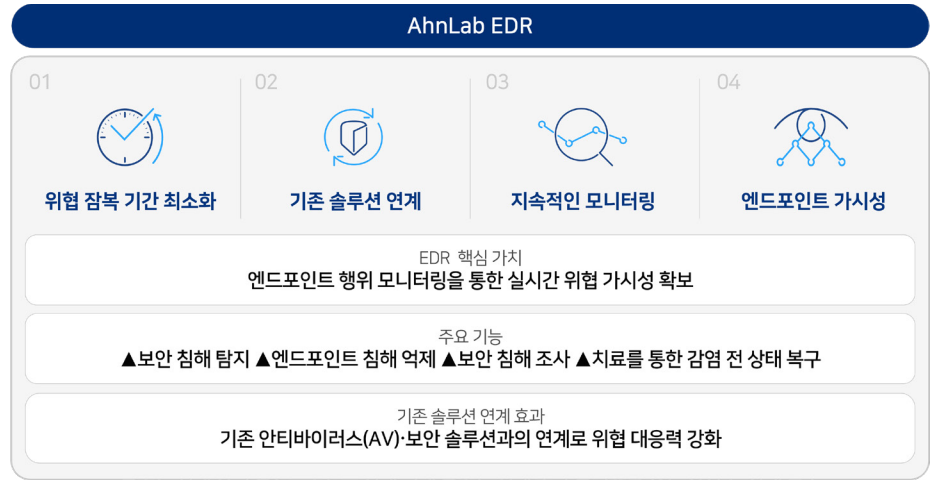 AhnLab EDR
01
02
03
04
위협 잠복 기간 최소화
기존 솔루션 연계
지속적인 모니터링
엔드포인트 가시성
EDR 핵심 가치
엔드포인트 행위 모니터링을 통한 실시간 위협 가시성 확보
주요 기능
▲보안 침해 탐지 ▲엔드포인트 침해 억제 ▲보안 침해 조사 ▲치료를 통한 감염 전 상태 복구
기존 솔루션 연계 효과
기존 안티바이러스(AV)·보안 솔루션과의 연계로 위협 대응력 강화